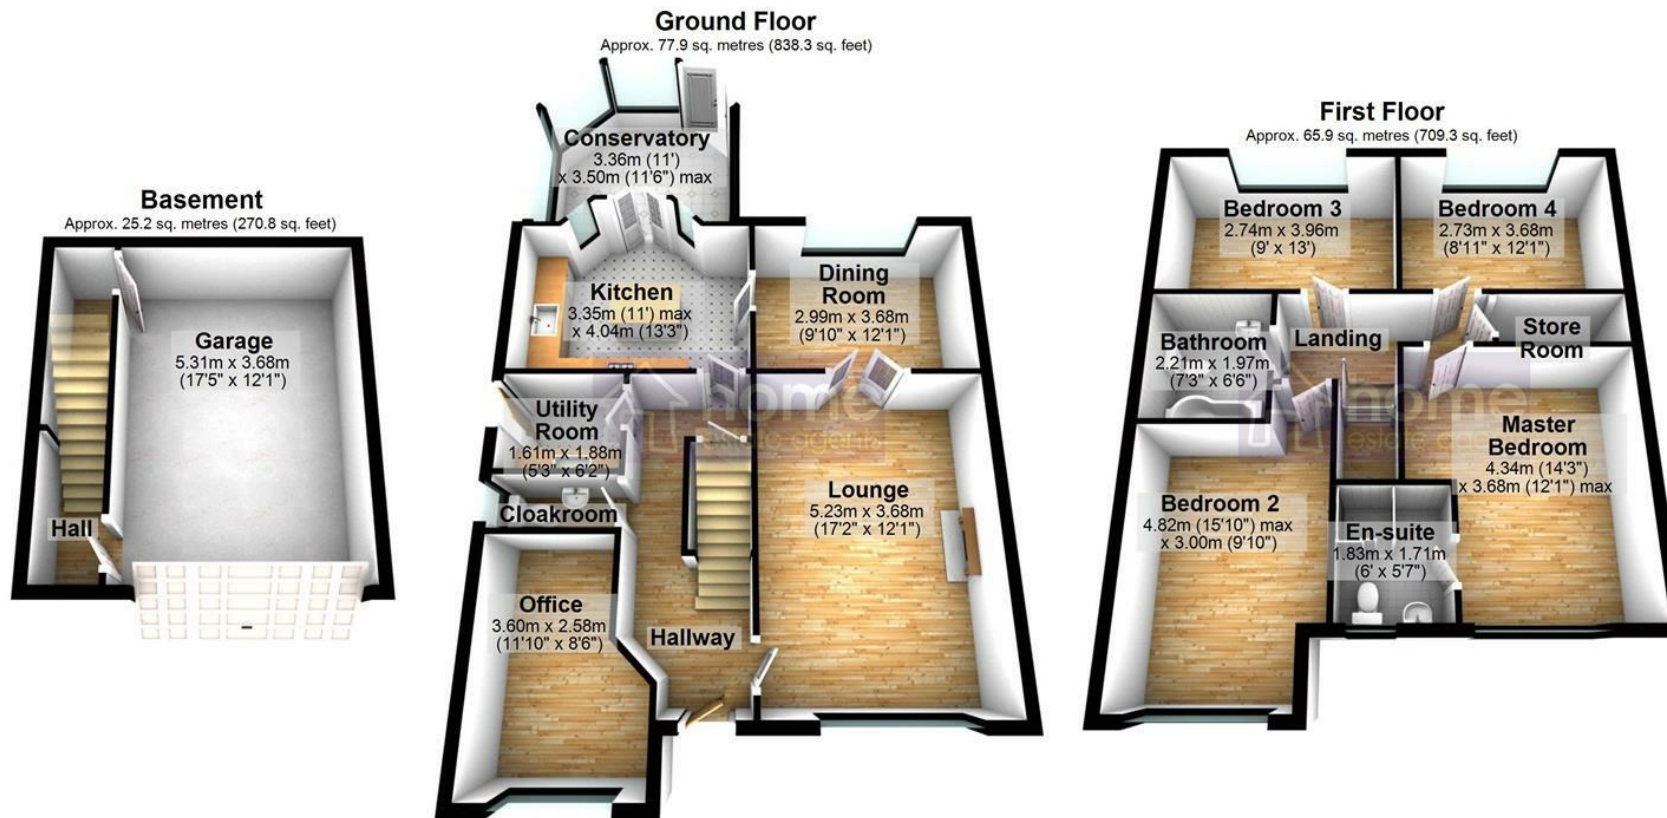 Ground Floor
Approx. 77.9 sq. metres (838.3 sq. feet)
Conservatory
3.36m (11')
x 3.50m (11'6") max
Kitchen
3.35m (11') max
x 4.04m (13'3")
Dining
Room
2.99m x 3.68m
(9'10" x 12'1")
Utility
Room
1.61m x 1.88m
(5'3" x 6'2")
Cloakroom
Lounge
5.23m x 3.68m
(17'2" x 12'1")
Office
3.60m x 2.58m
(11'10" x 8'6")
Hallway
home
estate agents
Basement
Approx. 25.2 sq. metres (270.8 sq. feet)
Garage
5.31m x 3.68m
(17'5" x 12'1")
Hall
First Floor
Approx. 65.9 sq. metres (709.3 sq. feet)
Bedroom 3
2.74m x 3.96m
(9' x 13')
Bedroom 4
2.73m x 3.68m
(8'11" x 12'1")
Bathroom
2.21m x 1.97m
(7'3" x 6'6")
Landing
Store
Room
Master
Bedroom
4.34m (14'3")
x 3.68m (12'1") max
Bedroom 2
4.82m (15'10") max
x 3.00m (9'10")
En-suite
1.83m x 1.71m
(6' x 5'7")
home
estate agents